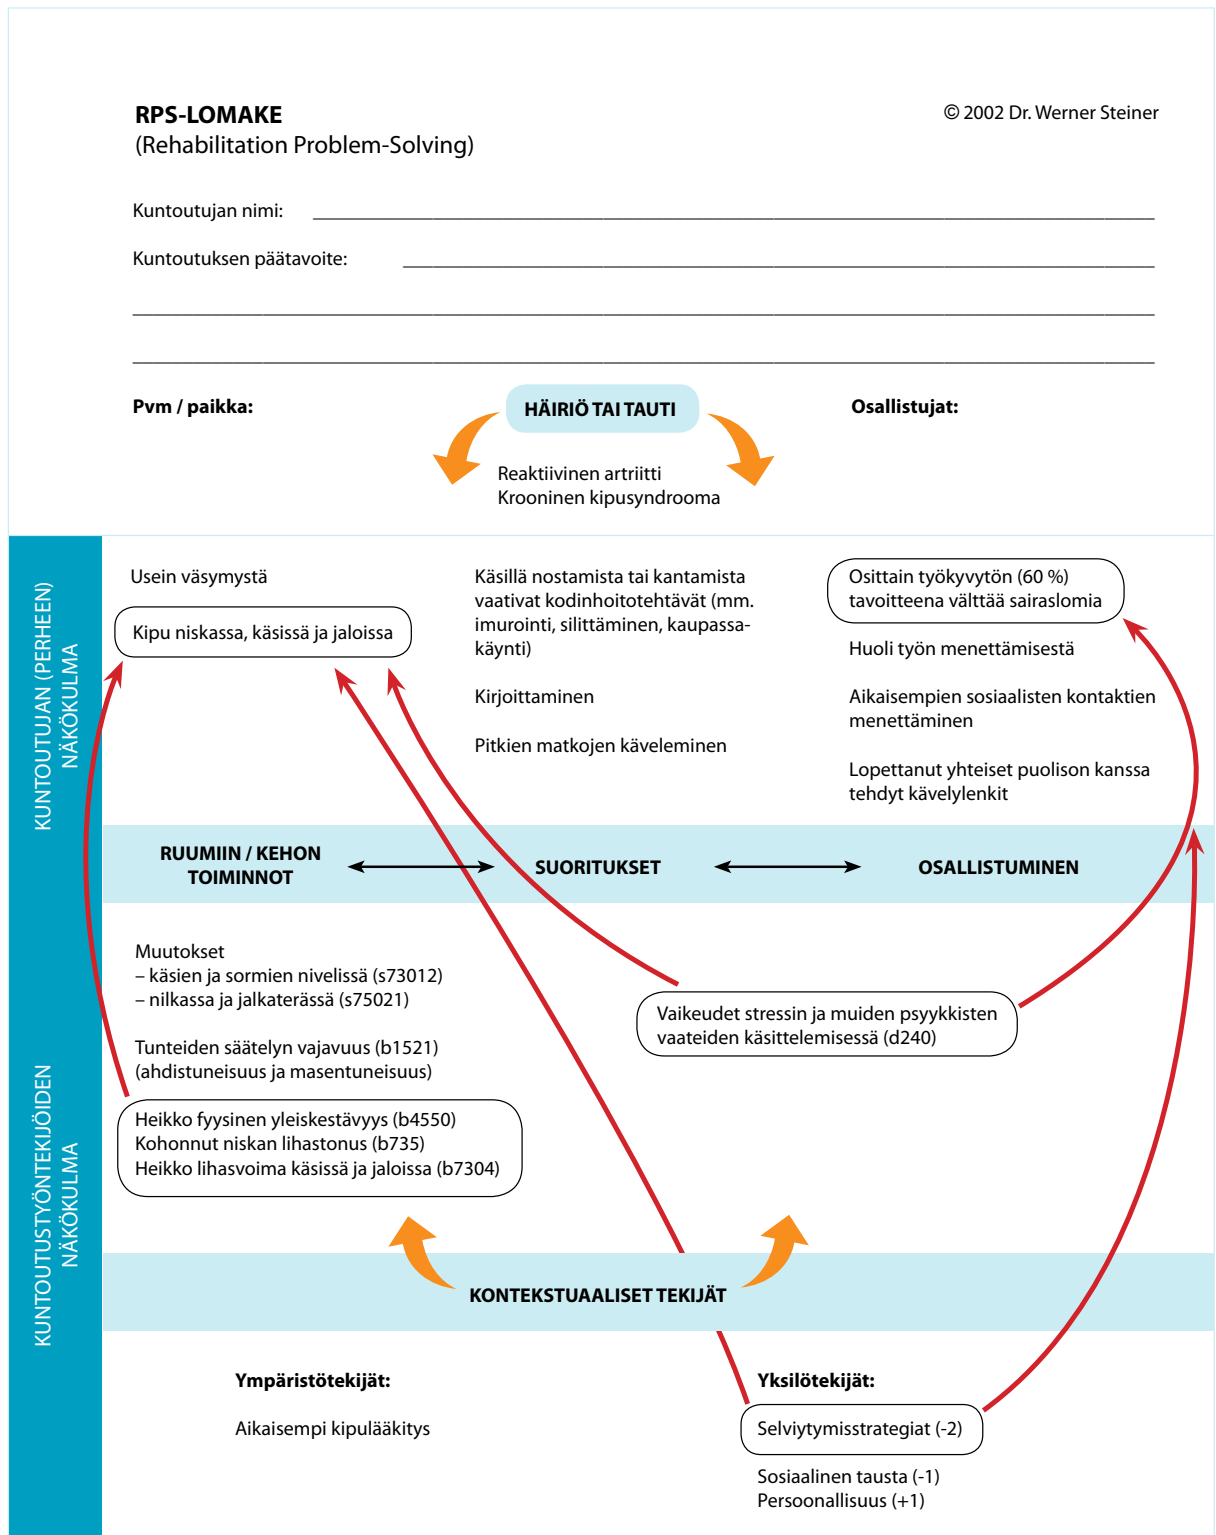 RPS-LOMAKE
© 2002 Dr. Werner Steiner
(Rehabilitation Problem-Solving)
Kuntoutujan nimi:
Kuntoutuksen päätavoite:
Pvm / paikka:
HÄIRIÖ TAI TAUTI
Osallistujat:
Reaktiivinen artriitti
Krooninen kipusyndrooma
KUNTOUTUJAN (PERHEEN)
NÄKÖKULMA
Usein väsymystä
Kipu niskassa, käsissä ja jaloissa
Käsillä nostamista tai kantamista
vaativat kodinhoitotehtävät (mm.
imurointi, silittäminen, kaupassa-
käynti)
Kirjoittaminen
Pitkien matkojen käveleminen
Osittain työkyvytön (60 %)
tavoitteena välttää sairaslomia
Huoli työn menettämisestä
Aikaisempien sosiaalisten kontaktien
menettäminen
Lopettanut yhteiset puolison kanssa
tehdyt kävelylenkit
RUUMIIN / KEHON
TOIMINNOT
SUORITUKSET
OSALLISTUMINEN
KUNTOUTUSTYÖNTEKIJÖIDEN
NÄKÖKULMA
Muutokset
– käsien ja sormien nivelissä (s73012)
– nilkassa ja jalkaterässä (s75021)
Tunteiden säätelyn vajavuus (b1521)
(ahdistuneisuus ja masentuneisuus)
Heikko fyysinen yleiskestävyys (b4550)
Kohonnut niskan lihastonus (b735)
Heikko lihasvoima käsissä ja jaloissa (b7304)
Vaikeudet stressin ja muiden psyykkisten
vaateiden käsittelemisessä (d240)
KONTEKSTUAALISET TEKIJÄT
Ympäristötekijät:
Aikaisempi kipulääkitys
Yksilötekijät:
Selviytymisstrategiat (-2)
Sosiaalinen tausta (-1)
Persoonallisuus (+1)